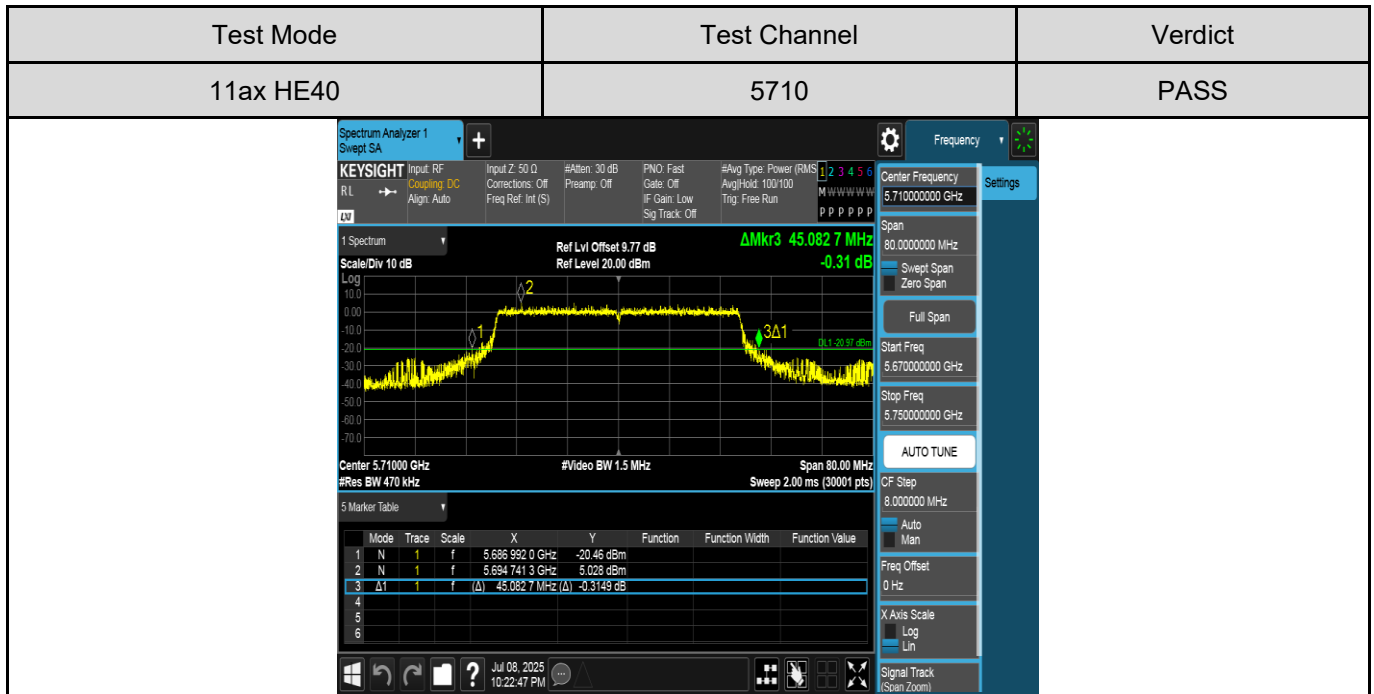 Test Mode Test Channel Verdict
11ax HE40 5710 PASS
Spectrum Analyzer 1
Swept SA
+
Frequency
KEYSIGHT Input: RF Input Z: 50 Ω #Atten: 30 dB PNO: Fast #Avg Type: Power (RMS 1 2 3 4 5 6
RL Coupling: DC Corrections: Off Preamp: Off Gate: Off Avg|Hold: 100/100 M W W W W W
Align: Auto Freq Ref: Int (S) IF Gain: Low Trig: Free Run
LXI Sig Track: Off P P P P P P
Center Frequency
5.710000000 GHz
Settings
1 Spectrum
Ref Lvl Offset 9.77 dB ΔMkr3 45.082 7 MHz
Scale/Div 10 dB Ref Level 20.00 dBm -0.31 dB
Log
10.0
0.00
-10.0
-20.0
-30.0
-40.0
-50.0
-60.0
-70.0
2
1
3Δ1
DL1 -20.97 dBm
Center 5.71000 GHz #Video BW 1.5 MHz Span 80.00 MHz
#Res BW 470 kHz Sweep 2.00 ms (30001 pts)
Span
80.0000000 MHz
Swept Span
Zero Span
Full Span
Start Freq
5.670000000 GHz
Stop Freq
5.750000000 GHz
AUTO TUNE
CF Step
8.000000 MHz
Auto
Man
Freq Offset
0 Hz
X Axis Scale
Log
Lin
Signal Track
(Span Zoom)
5 Marker Table
Mode Trace Scale X Y Function Function Width Function Value
1 N 1 f 5.686 992 0 GHz -20.46 dBm
2 N 1 f 5.694 741 3 GHz 5.028 dBm
3 Δ1 1 f (Δ) 45.082 7 MHz (Δ) -0.3149 dB
4
5
6
? Jul 08, 2025
10:22:47 PM